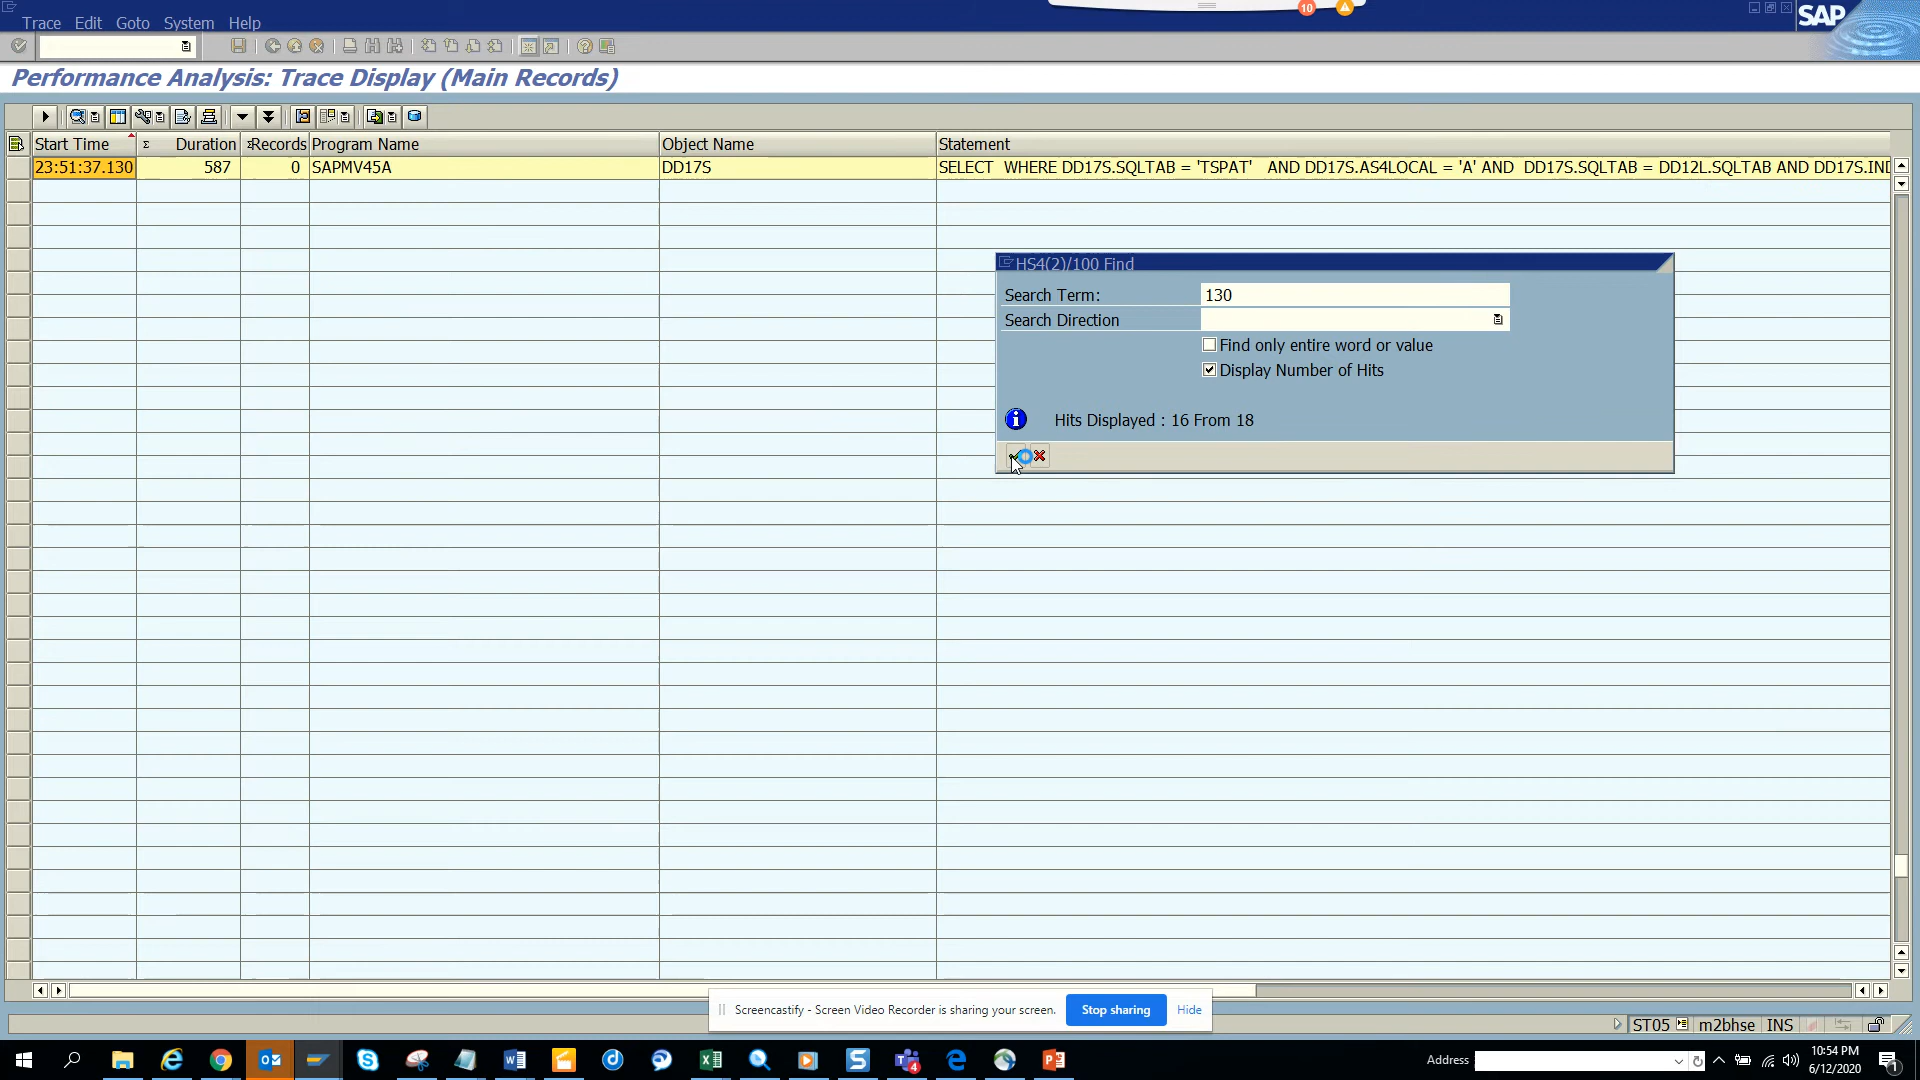 10
Trace Edit Goto System Help
SAP
Performance Analysis: Trace Display (Main Records)
Start Time Duration Records Program Name Object Name Statement
23:51:37.130 587 0 SAPMV45A DD17S SELECT WHERE DD17S.SQLTAB = 'TSPAT' AND DD17S.AS4LOCAL = 'A' AND DD17S.SQLTAB = DD12L.SQLTAB AND DD17S.IND
HS4(2)/100 Find
Search Term: 130
Search Direction
Find only entire word or value
Display Number of Hits
Hits Displayed : 16 From 18
Screencastify - Screen Video Recorder is sharing your screen. Stop sharing Hide
ST05 m2bhse INS
Address
10:54 PM
6/12/2020
4
1